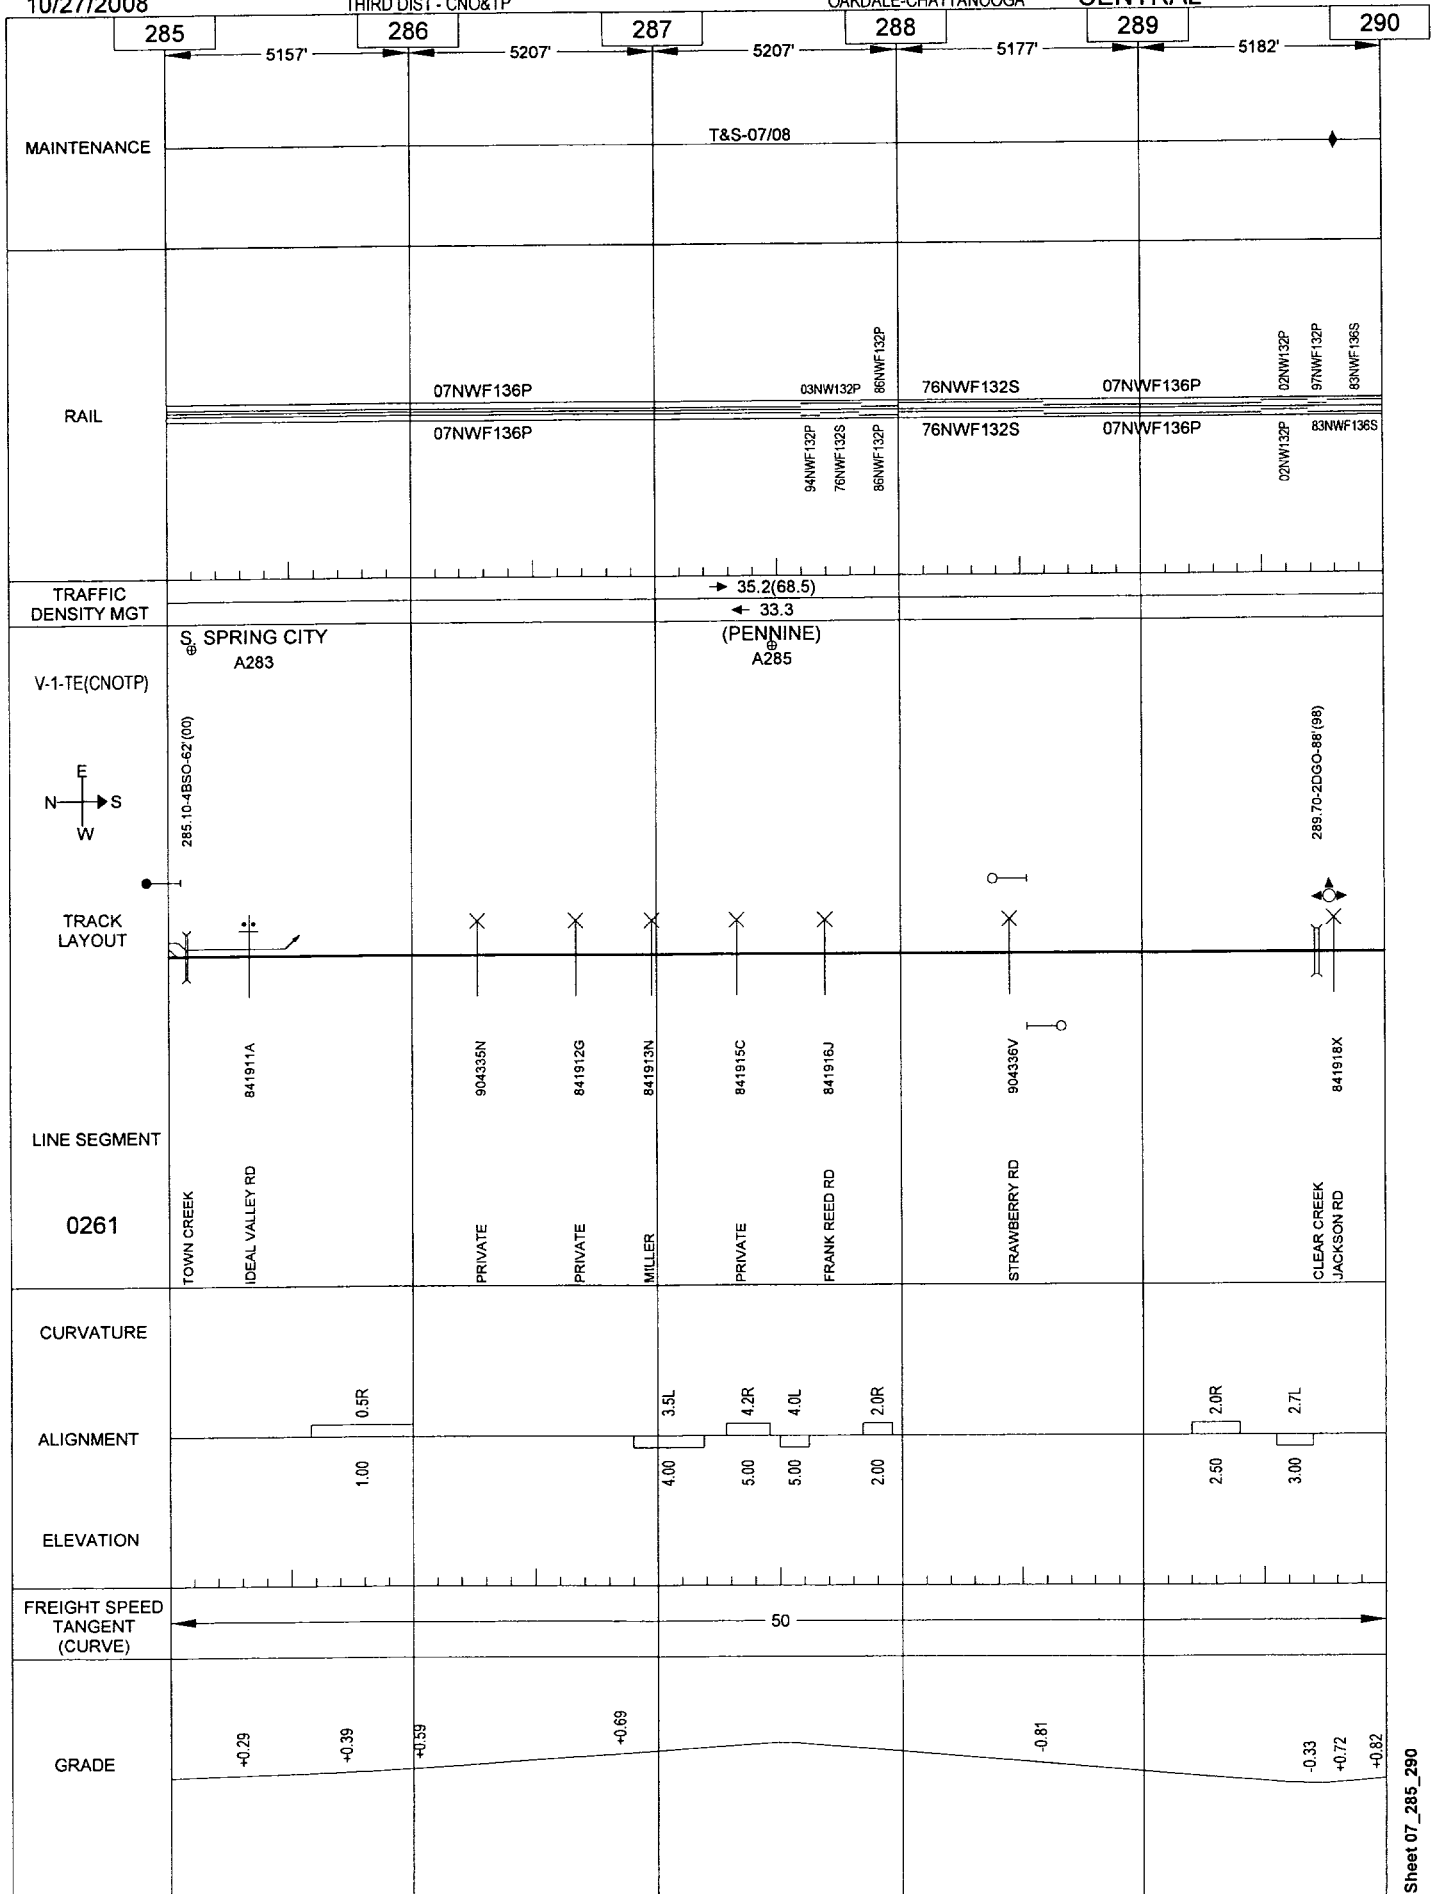 10/27/2008 THIRD DIST - CNO&TP OAKDALE-CHATTANOOGA CENTRAL
285 286 287 288 289 290
5157' 5207' 5207' 5177' 5182'
MAINTENANCE
T&S-07/08
RAIL
07NWF136P
03NW132P
86NWF132P
76NWF132S
07NWF136P
02NW132P
97NWF132P
83NWF136S
07NWF136P
94NWF132P
76NWF132S
86NWF132P
76NWF132S
07NWF136P
02NW132P
83NWF136S
TRAFFIC
DENSITY MGT
35.2(68.5)
33.3
S. SPRING CITY
A283
(PENNINE)
A285
V-1-TE(CNOTP)
E
N S
W
285.10-4BSO-62'(00)
289.70-2DGO-88'(98)
TRACK
LAYOUT
841911A
904335N
841912G
841913N
841915C
841916J
904336V
841918X
LINE SEGMENT
0261
TOWN CREEK
IDEAL VALLEY RD
PRIVATE
PRIVATE
MILLER
PRIVATE
FRANK REED RD
STRAWBERRY RD
CLEAR CREEK
JACKSON RD
CURVATURE
0.5R
3.5L
4.2R
4.0L
2.0R
2.0R
2.7L
ALIGNMENT
1.00
4.00
5.00
5.00
2.00
2.50
3.00
ELEVATION
FREIGHT SPEED
TANGENT
(CURVE)
50
GRADE
+0.29
+0.39
+0.59
+0.69
-0.81
-0.33
+0.72
+0.82
Sheet 07_285_290